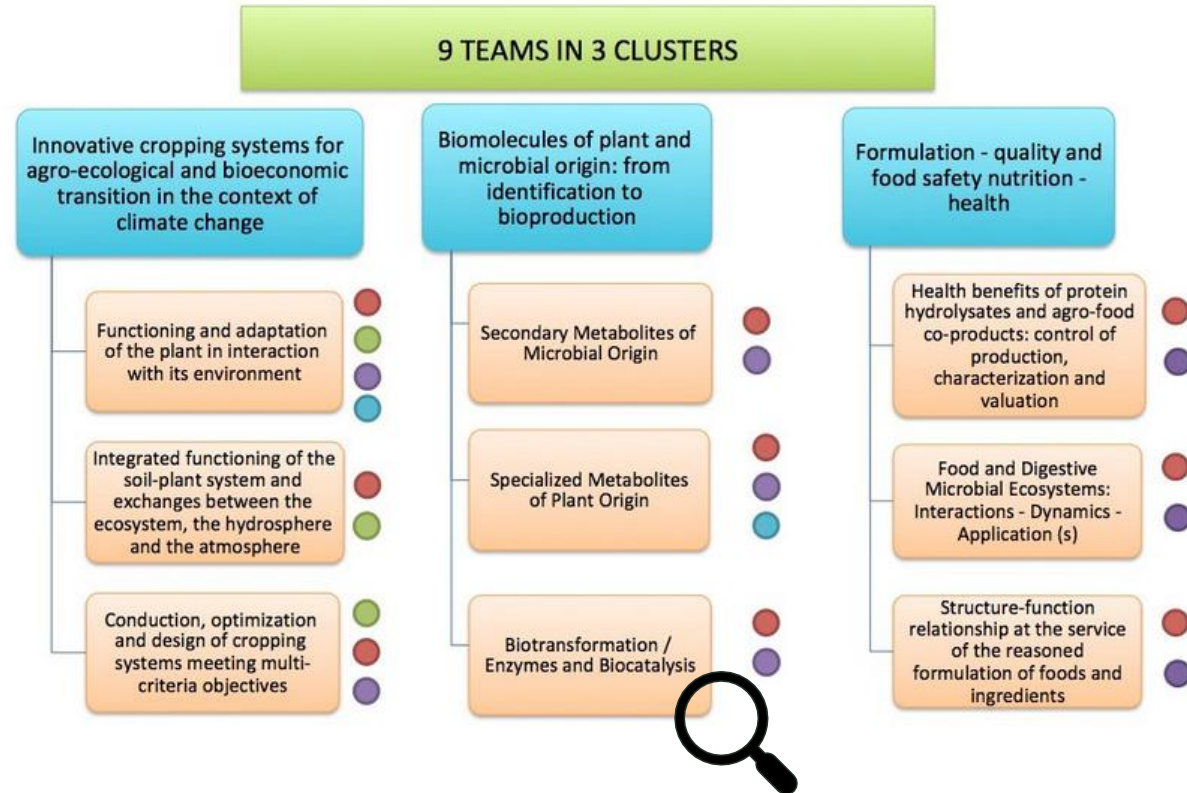 9 TEAMS IN 3 CLUSTERS
Innovative cropping systems for
agro-ecological and bioeconomic
transition in the context of
climate change
Functioning and adaptation
of the plant in interaction
with its environment
Integrated functioning of the
soil-plant system and
exchanges between the
ecosystem, the hydrosphere
and the atmosphere
Conduction, optimization
and design of cropping
systems meeting multi-
criteria objectives
Biomolecules of plant and
microbial origin: from
identification to
bioproduction
Secondary Metabolites of
Microbial Origin
Specialized Metabolites
of Plant Origin
Biotransformation /
Enzymes and Biocatalysis
Formulation - quality and
food safety nutrition -
health
Health benefits of protein
hydrolysates and agro-food
co-products: control of
production,
characterization and
valuation
Food and Digestive
Microbial Ecosystems:
Interactions - Dynamics -
Application (s)
Structure-function
relationship at the service
of the reasoned
formulation of foods and
ingredients